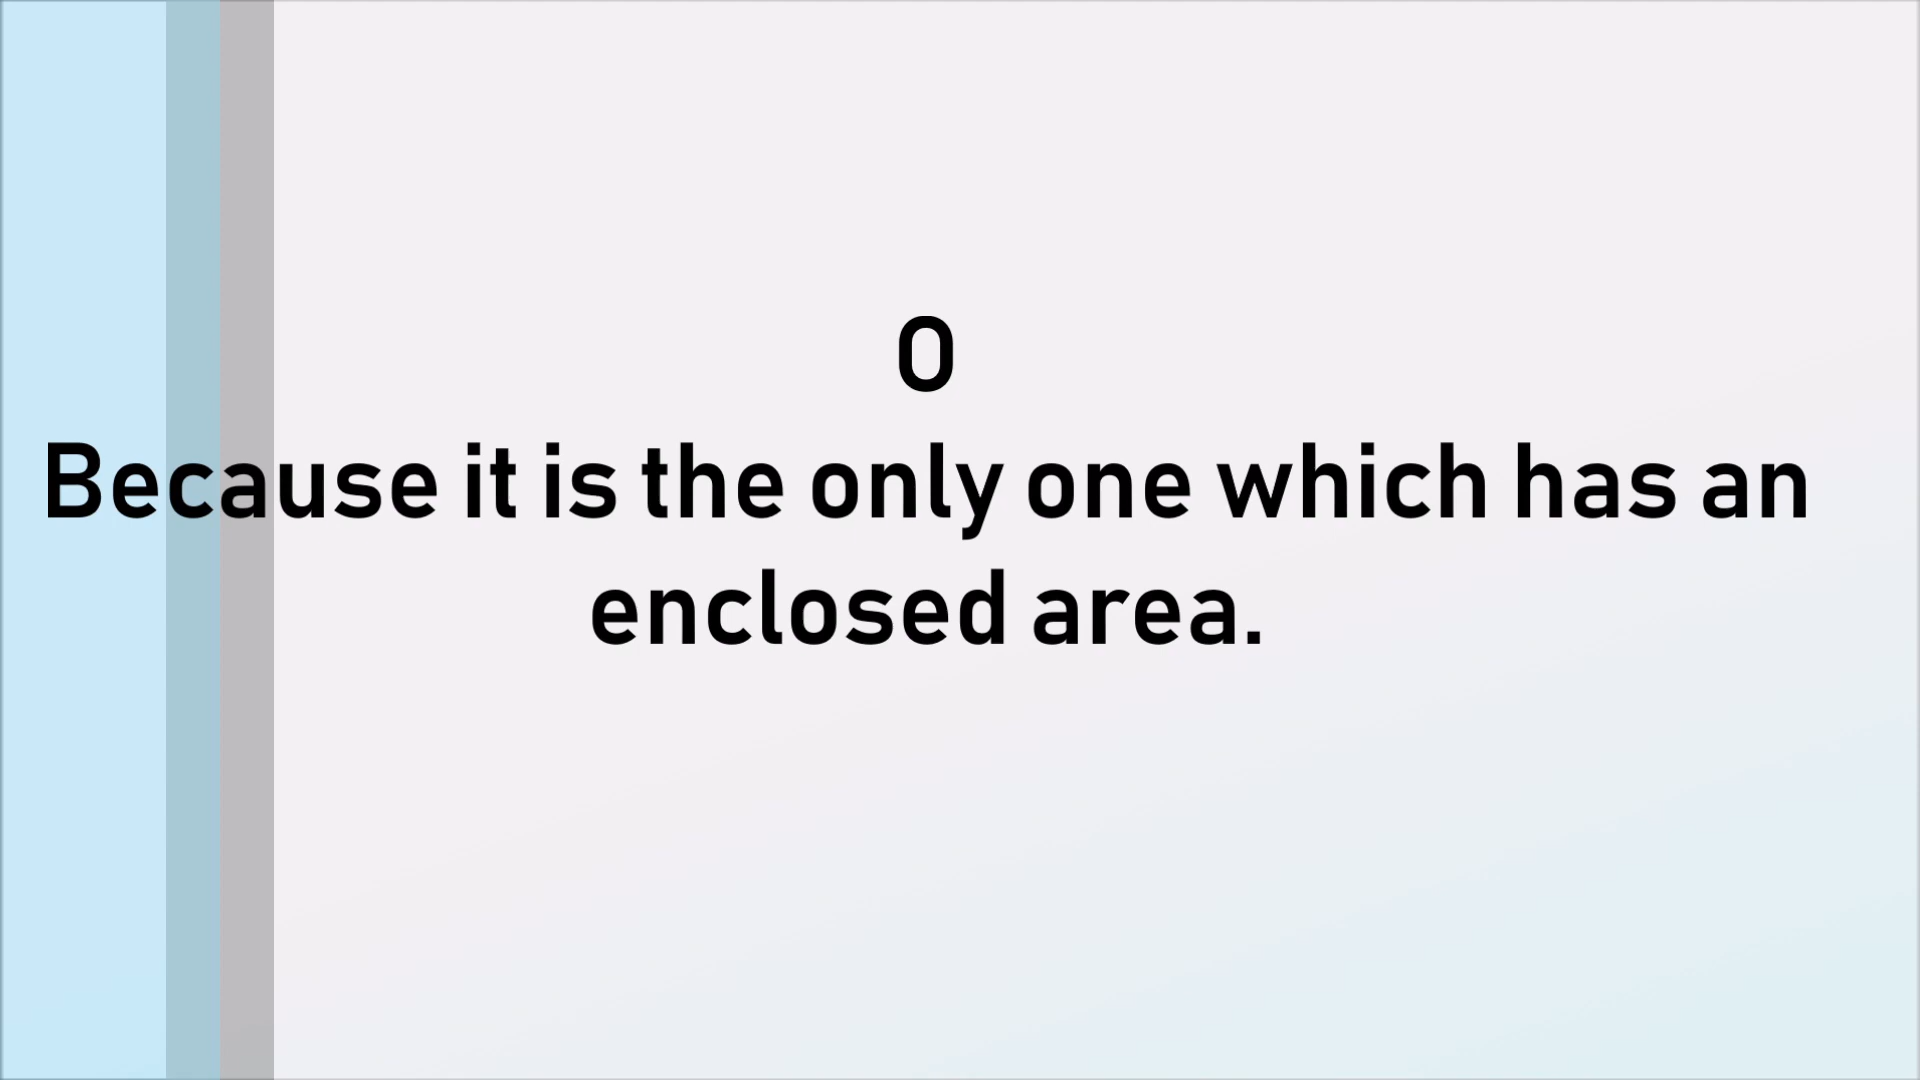 O
Because it is the only one which has an
enclosed area.